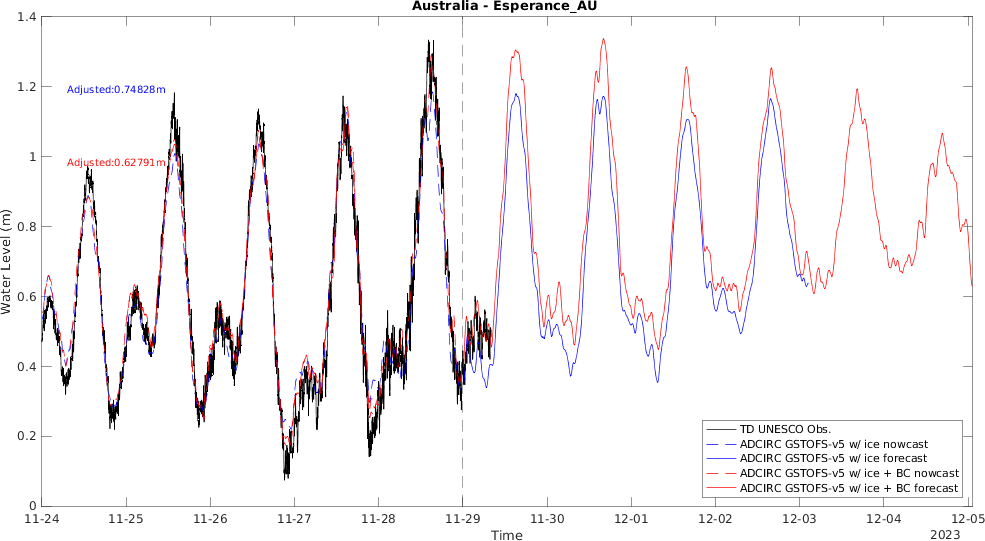 Australia - Esperance_AU
1.4
1.2
1
0.8
0.6
0.4
0.2
0
Water Level (m)
Adjusted:0.74828m
Adjusted:0.62791m
TD UNESCO Obs.
ADCIRC GSTOFS-v5 w/ ice nowcast
ADCIRC GSTOFS-v5 w/ ice forecast
ADCIRC GSTOFS-v5 w/ ice + BC nowcast
ADCIRC GSTOFS-v5 w/ ice + BC forecast
11-24 11-25 11-26 11-27 11-28 11-29 11-30 12-01 12-02 12-03 12-04 12-05
Time
2023